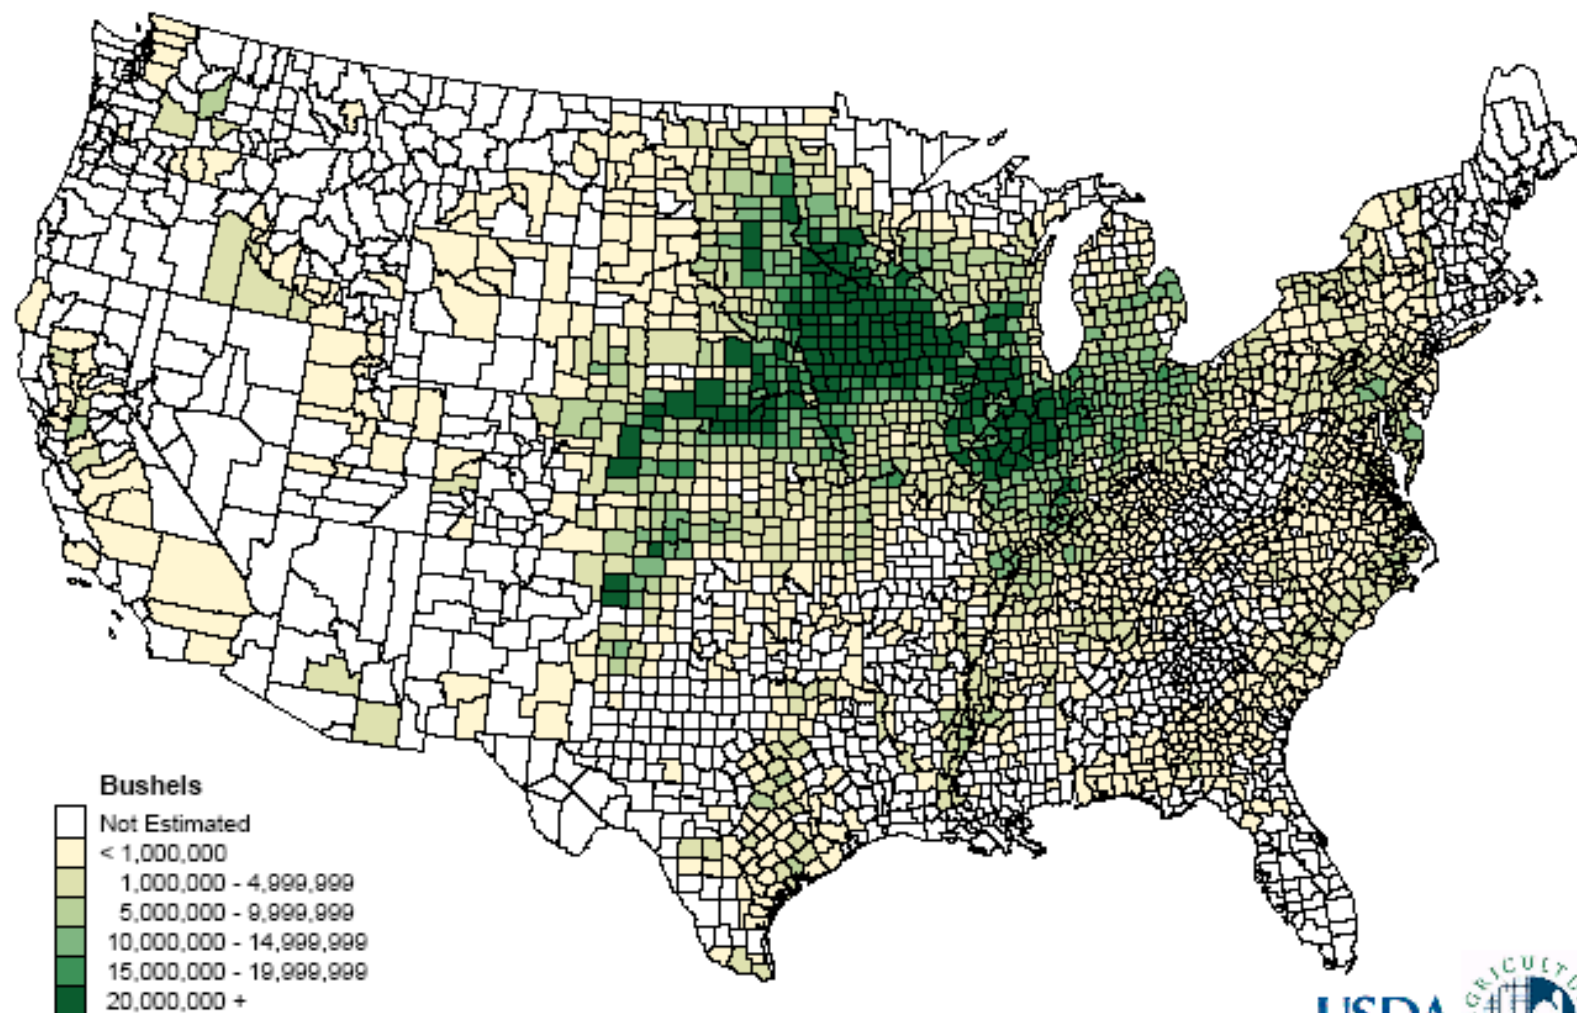 Bushels
Not Estimated
< 1,000,000
1,000,000 - 4,999,999
5,000,000 - 9,999,999
10,000,000 - 14,999,999
15,000,000 - 19,999,999
20,000,000 +
USDA